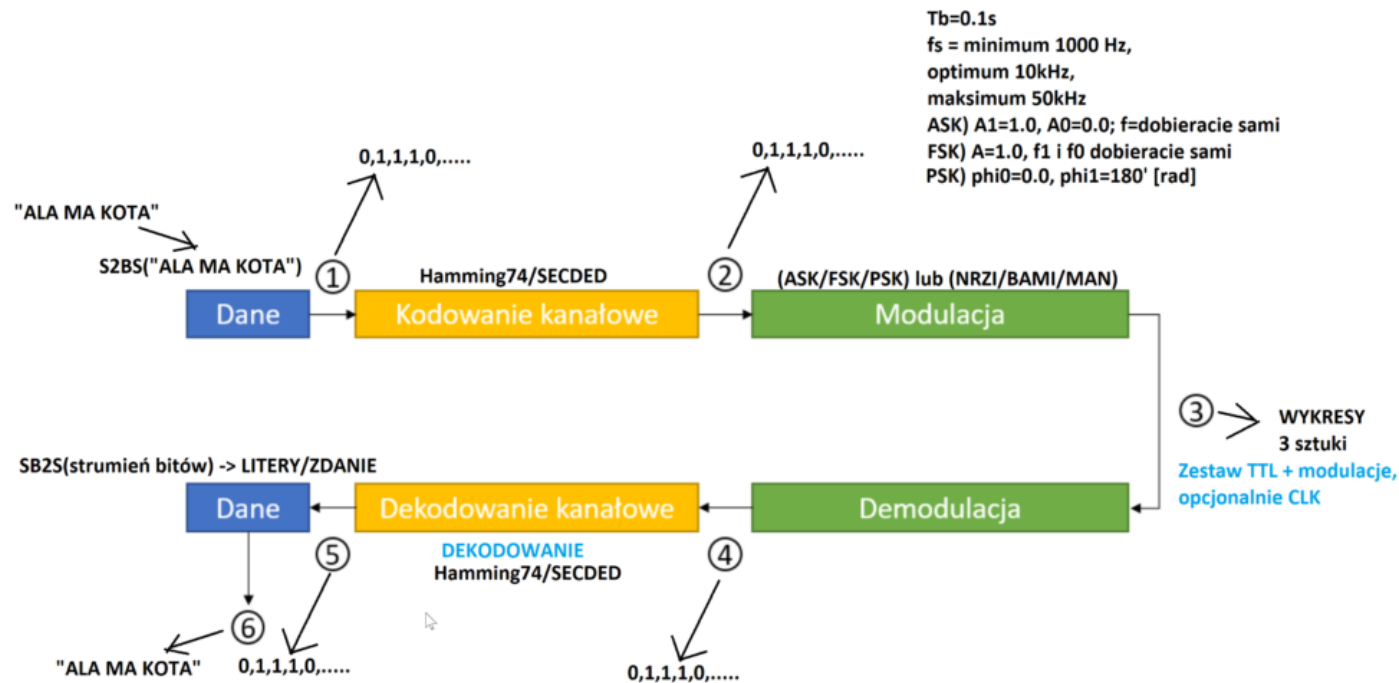 Tb=0.1s
fs = minimum 1000 Hz,
optimum 10kHz,
maksimum 50kHz
ASK) A1=1.0, A0=0.0; f=dobieracie sami
FSK) A=1.0, f1 i f0 dobieracie sami
PSK) phi0=0.0, phi1=180' [rad]
0,1,1,1,0,.....
0,1,1,1,0,.....
"ALA MA KOTA"
S2BS("ALA MA KOTA")
1
Hamming74/SECDED
2
(ASK/FSK/PSK) lub (NRZI/BAMI/MAN)
Dane
Kodowanie kanałowe
Modulacja
3
WYKRESY
3 sztuki
Zestaw TTL + modulacje,
opcjonalnie CLK
SB2S(strumień bitów) -> LITERY/ZDANIE
Dane
Dekodowanie kanałowe
Demodulacja
5
DEKODOWANIE
Hamming74/SECDED
4
6
"ALA MA KOTA"
0,1,1,1,0,.....
0,1,1,1,0,.....